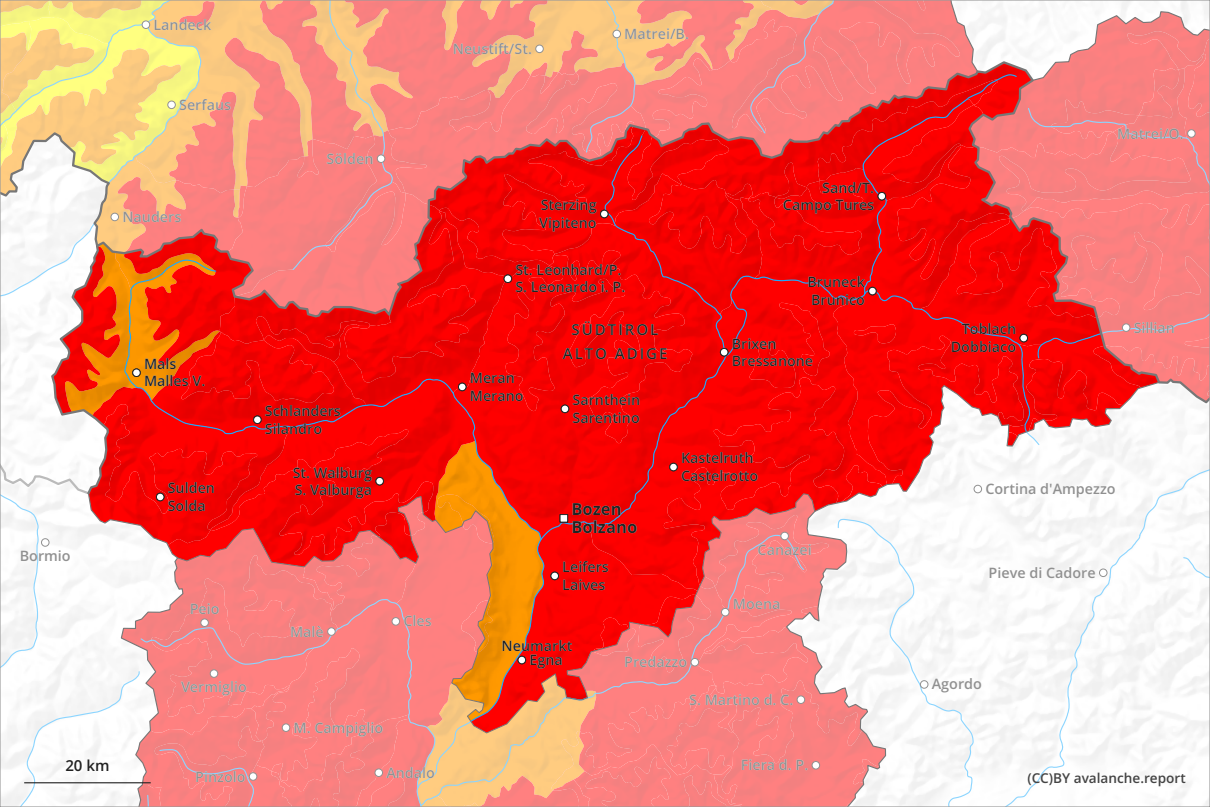 Landeck
Matrei/B
Neustift/St.
Serfaus
Matrei/O.
Sölden
Nauders
Sand/T.
Campo Tures
Sterzing
Vipiteno
St. Leonhard/P.
S. Leonardo i. P.
Bruneck
Brunico
SÜDTIROL
ALTO ADIGE
Toblach
Dobbiaco
Sillian
Brixen
Bressanone
Mals
Malles V.
Meran
Merano
Sarnthein
Sarentino
Schlanders
Silandro
Kastelruth
Castelrotto
St. Walburg
S. Valburga
Sulden
Solda
Cortina d'Ampezzo
Bozen
Bolzano
Bormio
Canazei
Leifers
Laives
Pieve di Cadore
Peio
Malé
Cles
Moena
Neumarkt
Egna
Predazzo
Vermiglio
Agordo
S. Martino d. C.
M. Campiglio
20 km
Pinzolo
Andalo
Fiera d. P.
(CC)BY avalanche.report